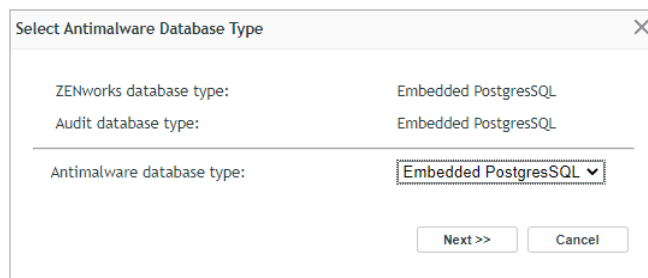 Select Antimalware Database Type
ZENworks database type: Embedded PostgresSQL
Audit database type: Embedded PostgresSQL
Antimalware database type: Embedded PostgresSQL
Next >> Cancel